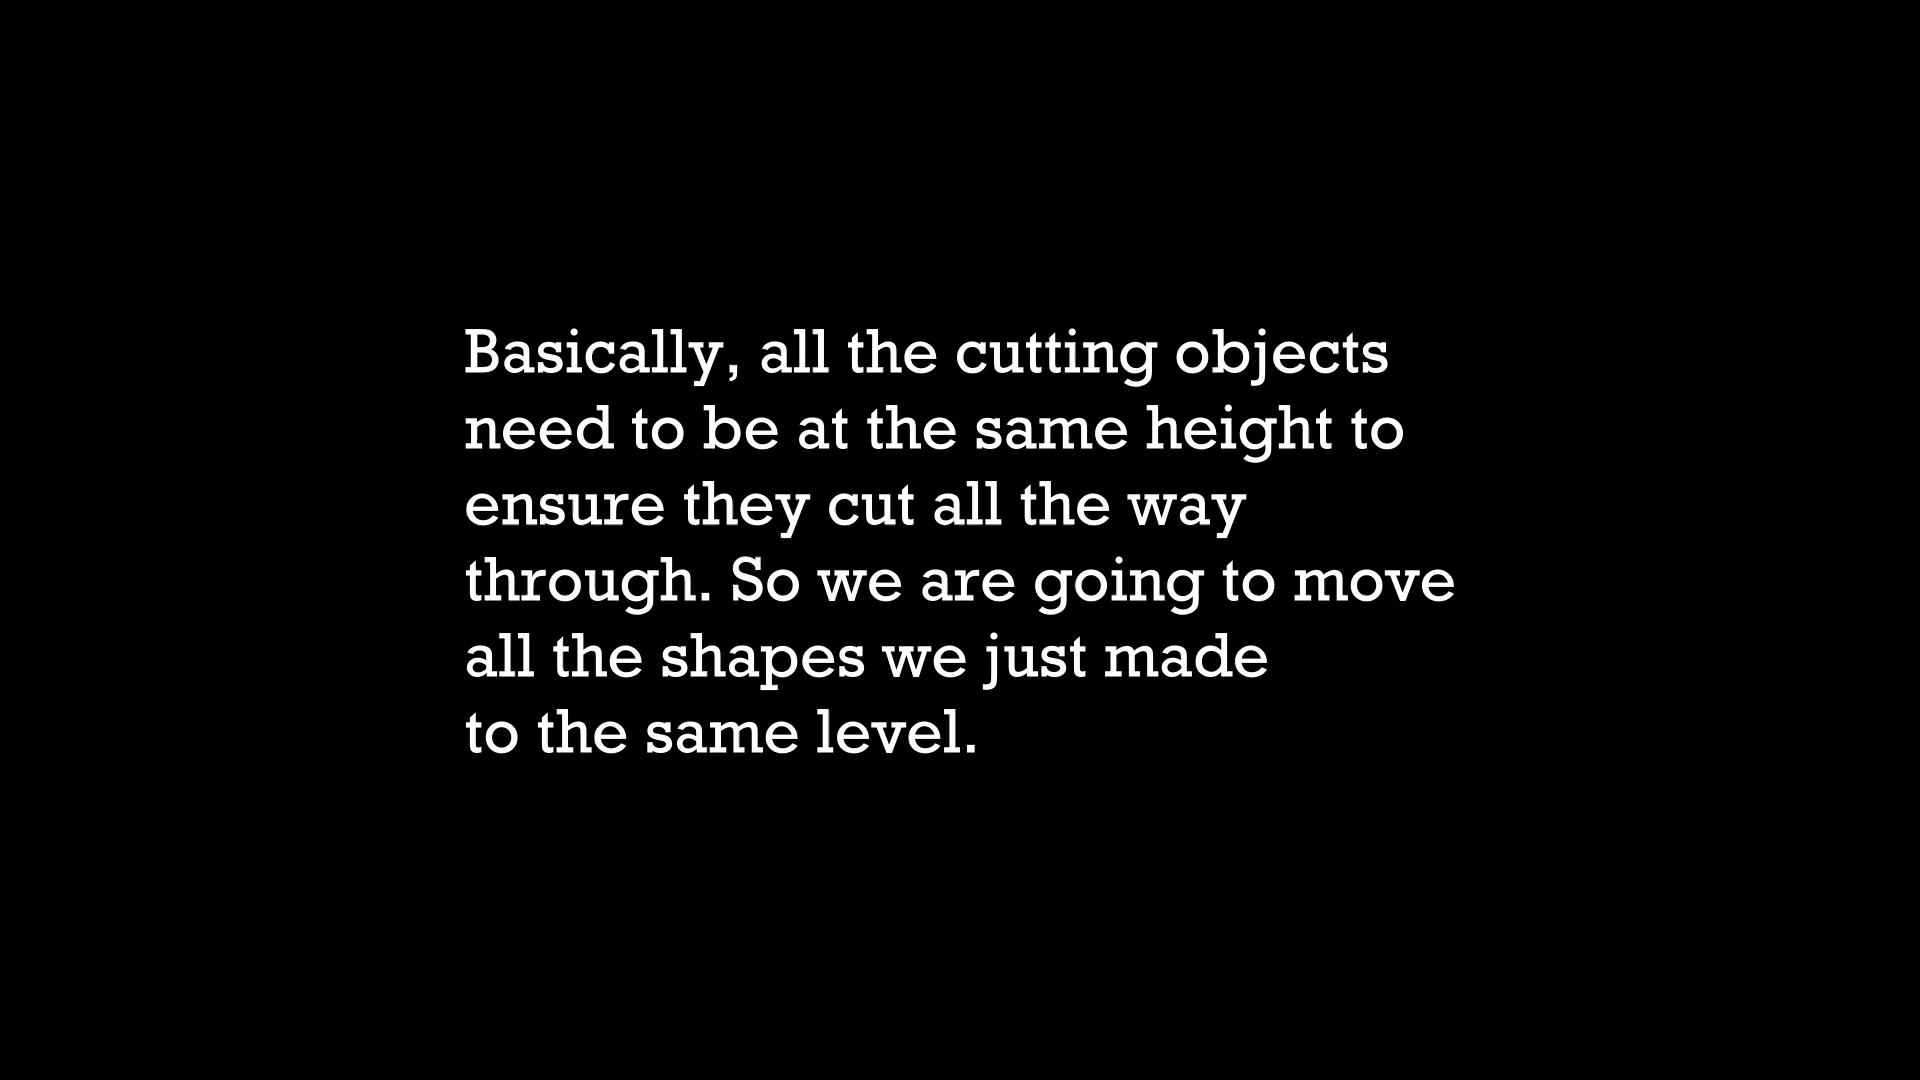 Basically, all the cutting objects
need to be at the same height to
ensure they cut all the way
through. So we are going to move
all the shapes we just made
to the same level.